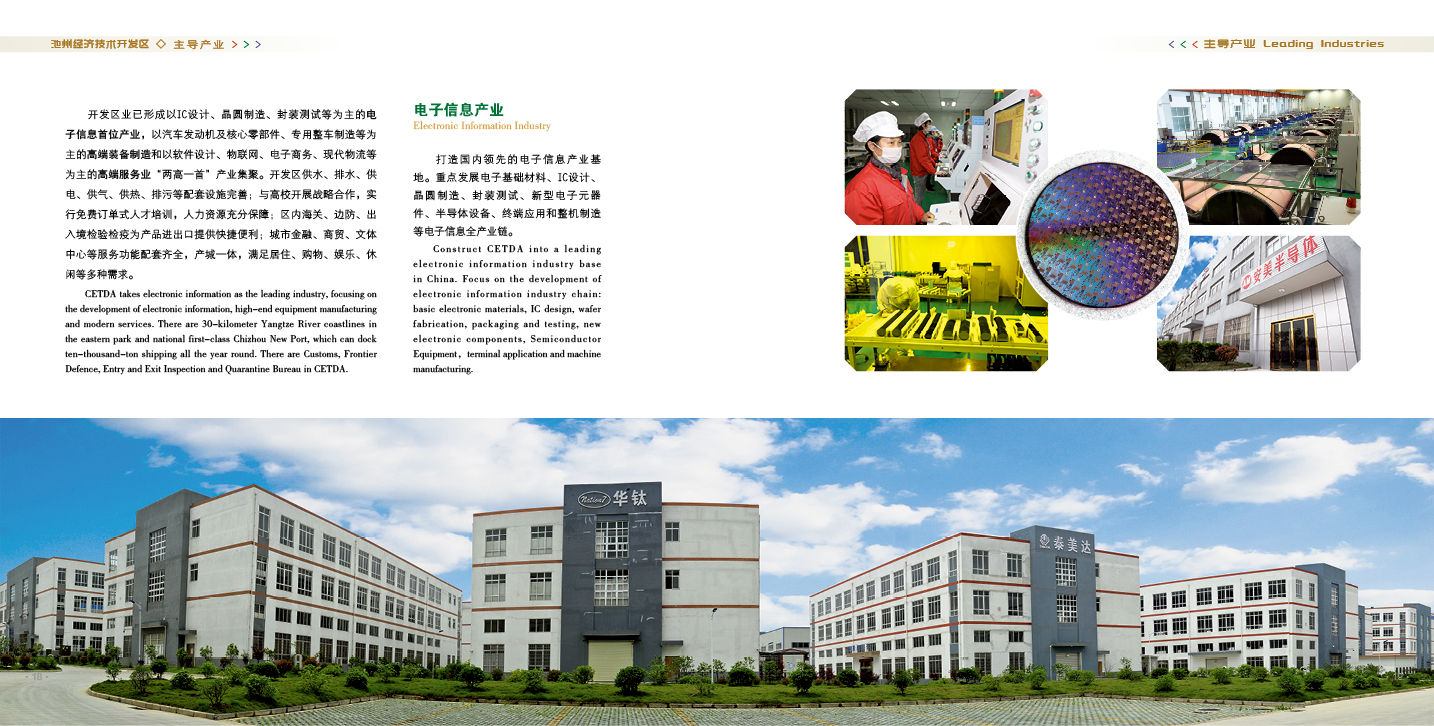 池州经济技术开发区 ◇ 主导产业 > > >
< < < 主导产业 Leading Industries
开发区业已形成以IC设计、晶圆制造、封装测试等为主的电
子信息首位产业，以汽车发动机及核心零部件、专用整车制造等为
主的高端装备制造和以软件设计、物联网、电子商务、现代物流等
为主的高端服务业“两高一首”产业集聚。开发区供水、排水、供
电、供气、供热、排污等配套设施完善；与高校开展战略合作，实
行免费订单式人才培训，人力资源充分保障；区内海关、边防、出
入境检验检疫为产品进出口提供快捷便利；城市金融、商贸、文体
中心等服务功能配套齐全，产城一体，满足居住、购物、娱乐、休
闲等多种需求。
CETDA takes electronic information as the leading industry, focusing on
the development of electronic information, high-end equipment manufacturing
and modern services. There are 30-kilometer Yangtze River coastlines in
the eastern park and national first-class Chizhou New Port, which can dock
ten-thousand-ton shipping all the year round. There are Customs, Frontier
Defence, Entry and Exit Inspection and Quarantine Bureau in CETDA.
电子信息产业
Electronic Information Industry
打造国内领先的电子信息产业基
地。重点发展电子基础材料、IC设计、
晶圆制造、封装测试、新型电子元器
件、半导体设备、终端应用和整机制造
等电子信息全产业链。
Construct CETDA into a leading
electronic information industry base
in China. Focus on the development of
electronic information industry chain:
basic electronic materials, IC design, wafer
fabrication, packaging and testing, new
electronic components, Semiconductor
Equipment，terminal application and machine
manufacturing.
安美半导体
华钛
泰美达
18